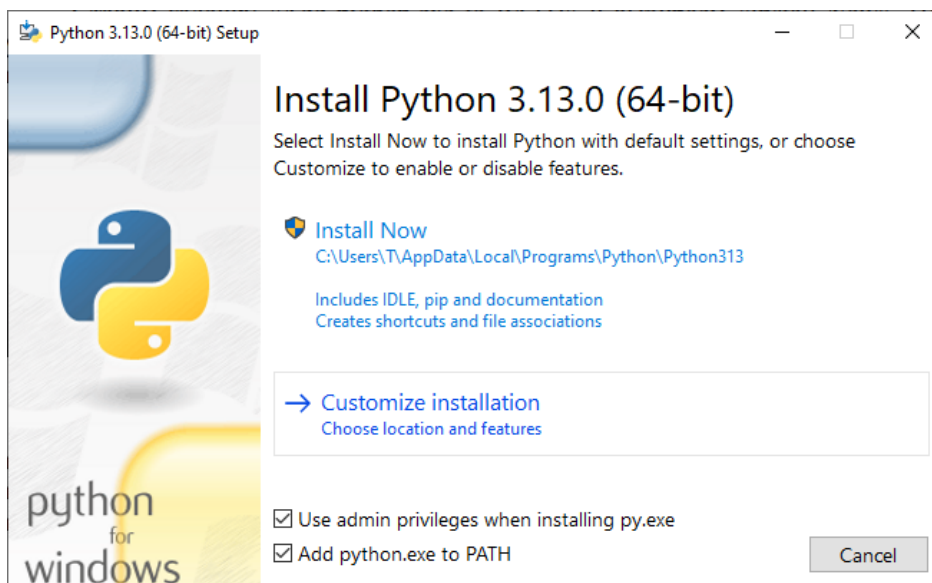 Python 3.13.0 (64-bit) Setup
Install Python 3.13.0 (64-bit)
Select Install Now to install Python with default settings, or choose
Customize to enable or disable features.
Install Now
C:\Users\T\AppData\Local\Programs\Python\Python313
Includes IDLE, pip and documentation
Creates shortcuts and file associations
Customize installation
Choose location and features
python
for
windows
Use admin privileges when installing py.exe
Add python.exe to PATH
Cancel